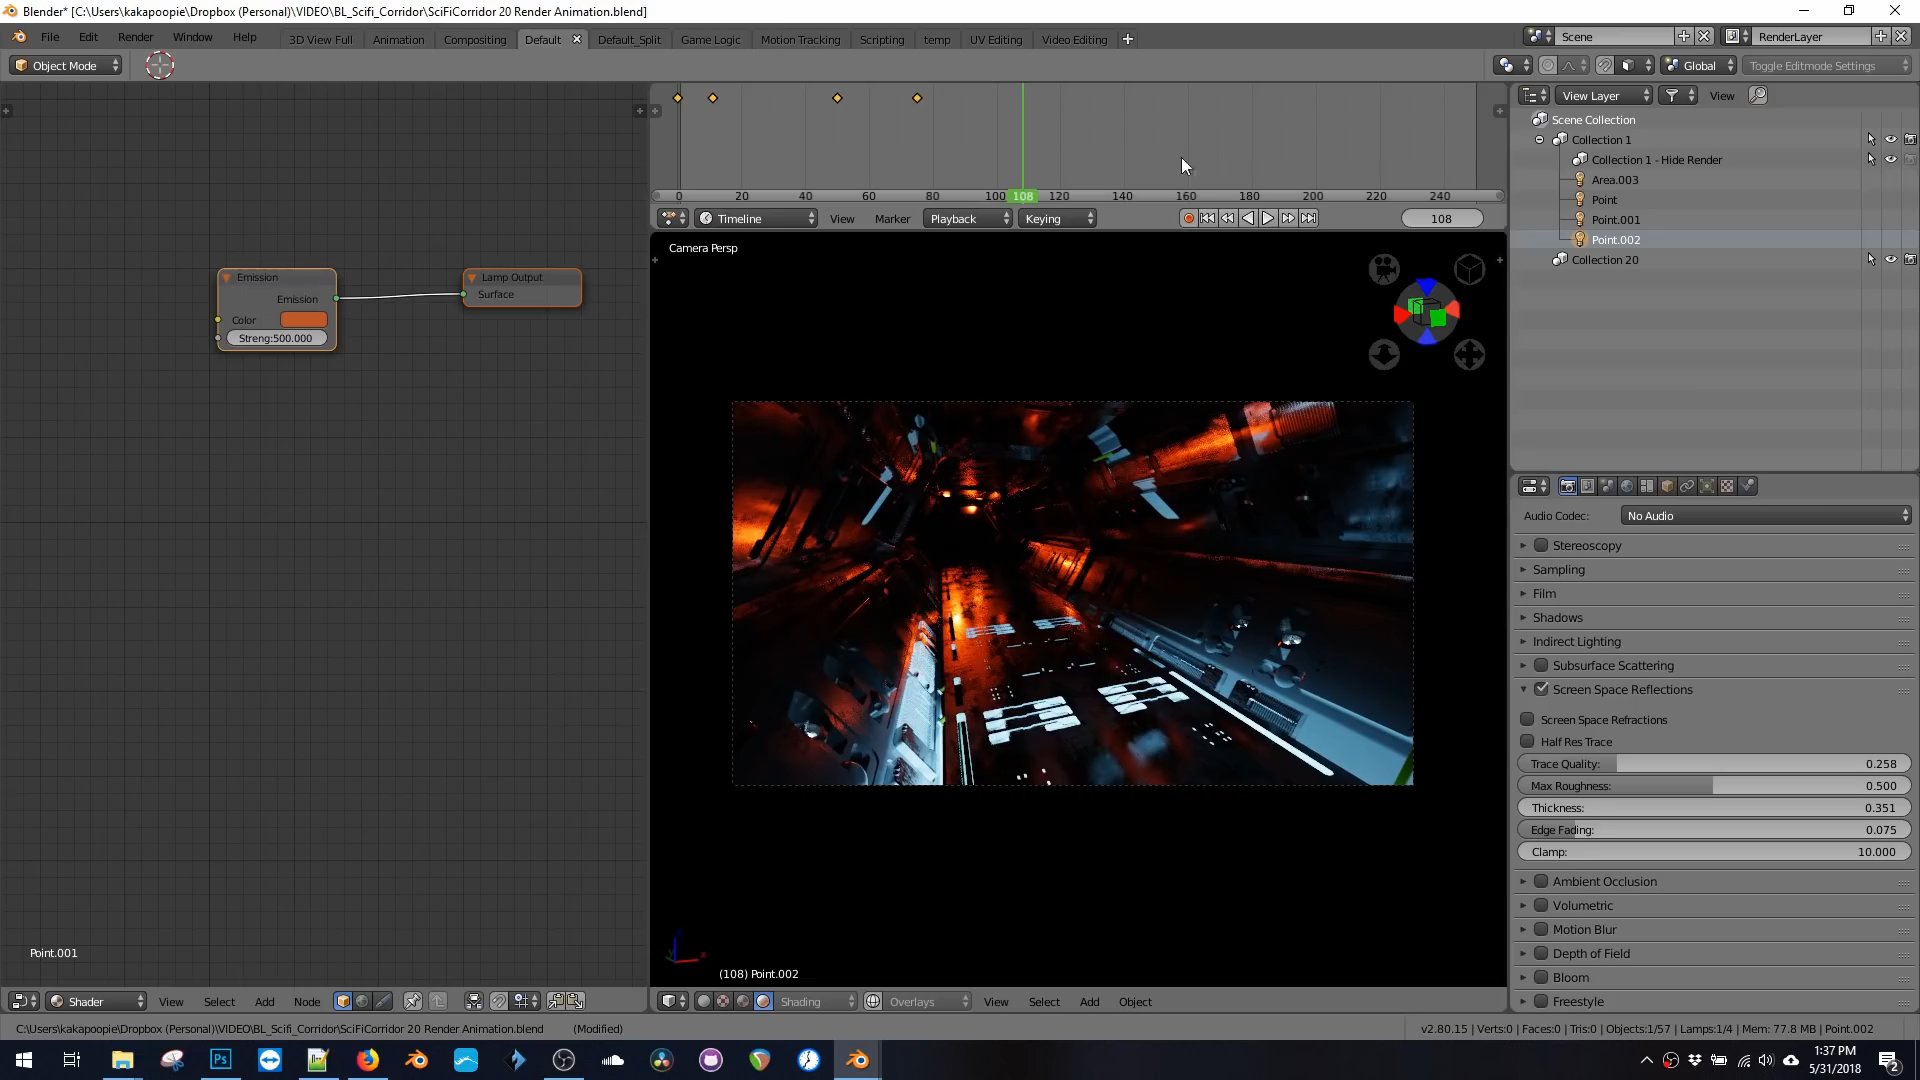 Blender* [C:\Users\kakapoopie\Dropbox (Personal)\VIDEO\BL_Scifi_Corridor\SciFiCorridor 20 Render Animation.blend]
File Edit Render Window Help 3D View Full Animation Compositing Default Default_Split Game Logic Motion Tracking Scripting temp UV Editing Video Editing Scene RenderLayer
Object Mode Global Toggle Editmode Settings
View Layer View
Scene Collection
Collection 1
Collection 1 - Hide Render
Area.003
Point
Point.001
Point.002
Collection 20
0 20 40 60 80 100 108 120 140 160 180 200 220 240
Timeline View Marker Playback Keying 108
Camera Persp
Emission
Emission
Color
Streng:500.000
Lamp Output
Surface
Audio Codec: No Audio
Stereoscopy
Sampling
Film
Shadows
Indirect Lighting
Subsurface Scattering
Screen Space Reflections
Screen Space Refractions
Half Res Trace
Trace Quality: 0.258
Max Roughness: 0.500
Thickness: 0.351
Edge Fading: 0.075
Clamp: 10.000
Ambient Occlusion
Volumetric
Motion Blur
Depth of Field
Bloom
Freestyle
Point.001
(108) Point.002
Shader View Select Add Node
Shading Overlays View Select Add Object
C:\Users\kakapoopie\Dropbox (Personal)\VIDEO\BL_Scifi_Corridor\SciFiCorridor 20 Render Animation.blend (Modified)
v2.80.15 | Verts:0 | Faces:0 | Tris:0 | Objects:1/57 | Lamps:1/4 | Mem: 77.8 MB | Point.002
Ps
1:37 PM
5/31/2018
2